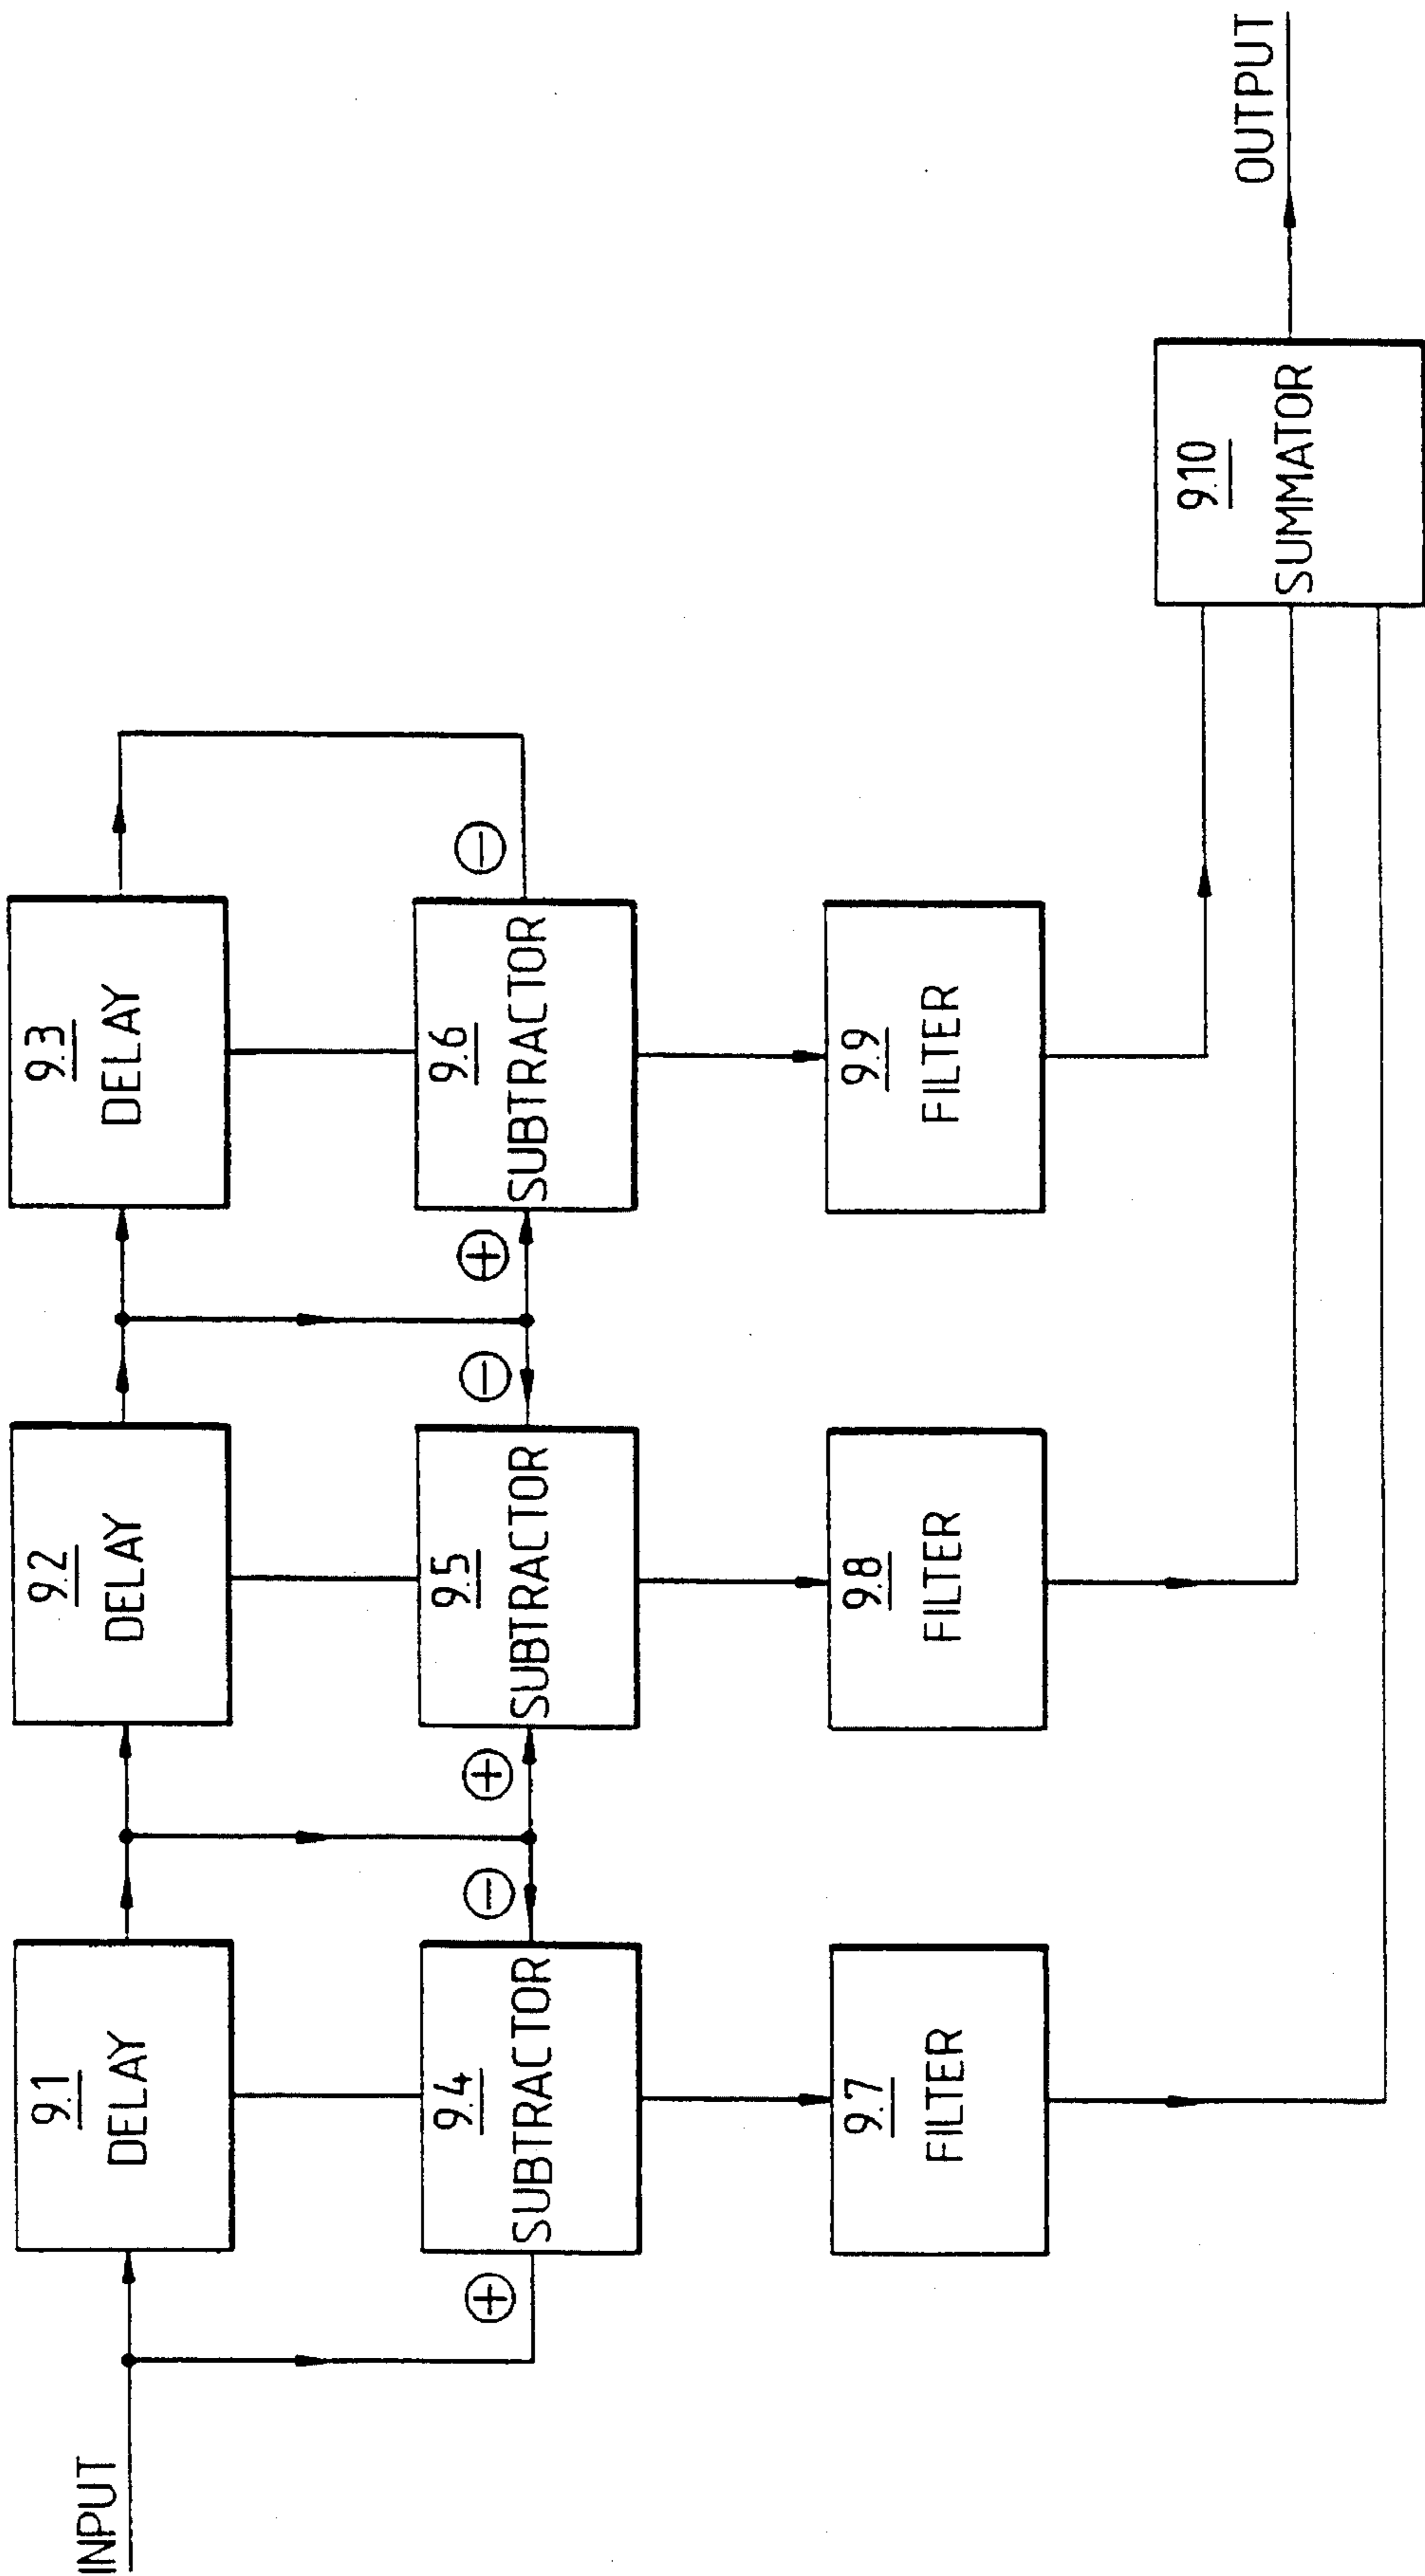 INPUT
9.1
DELAY
9.2
DELAY
9.3
DELAY
⊕
9.4
SUBTRACTOR
⊖
⊕
9.5
SUBTRACTOR
⊖
⊕
9.6
SUBTRACTOR
⊖
9.7
FILTER
9.8
FILTER
9.9
FILTER
9.10
SUMMATOR
OUTPUT